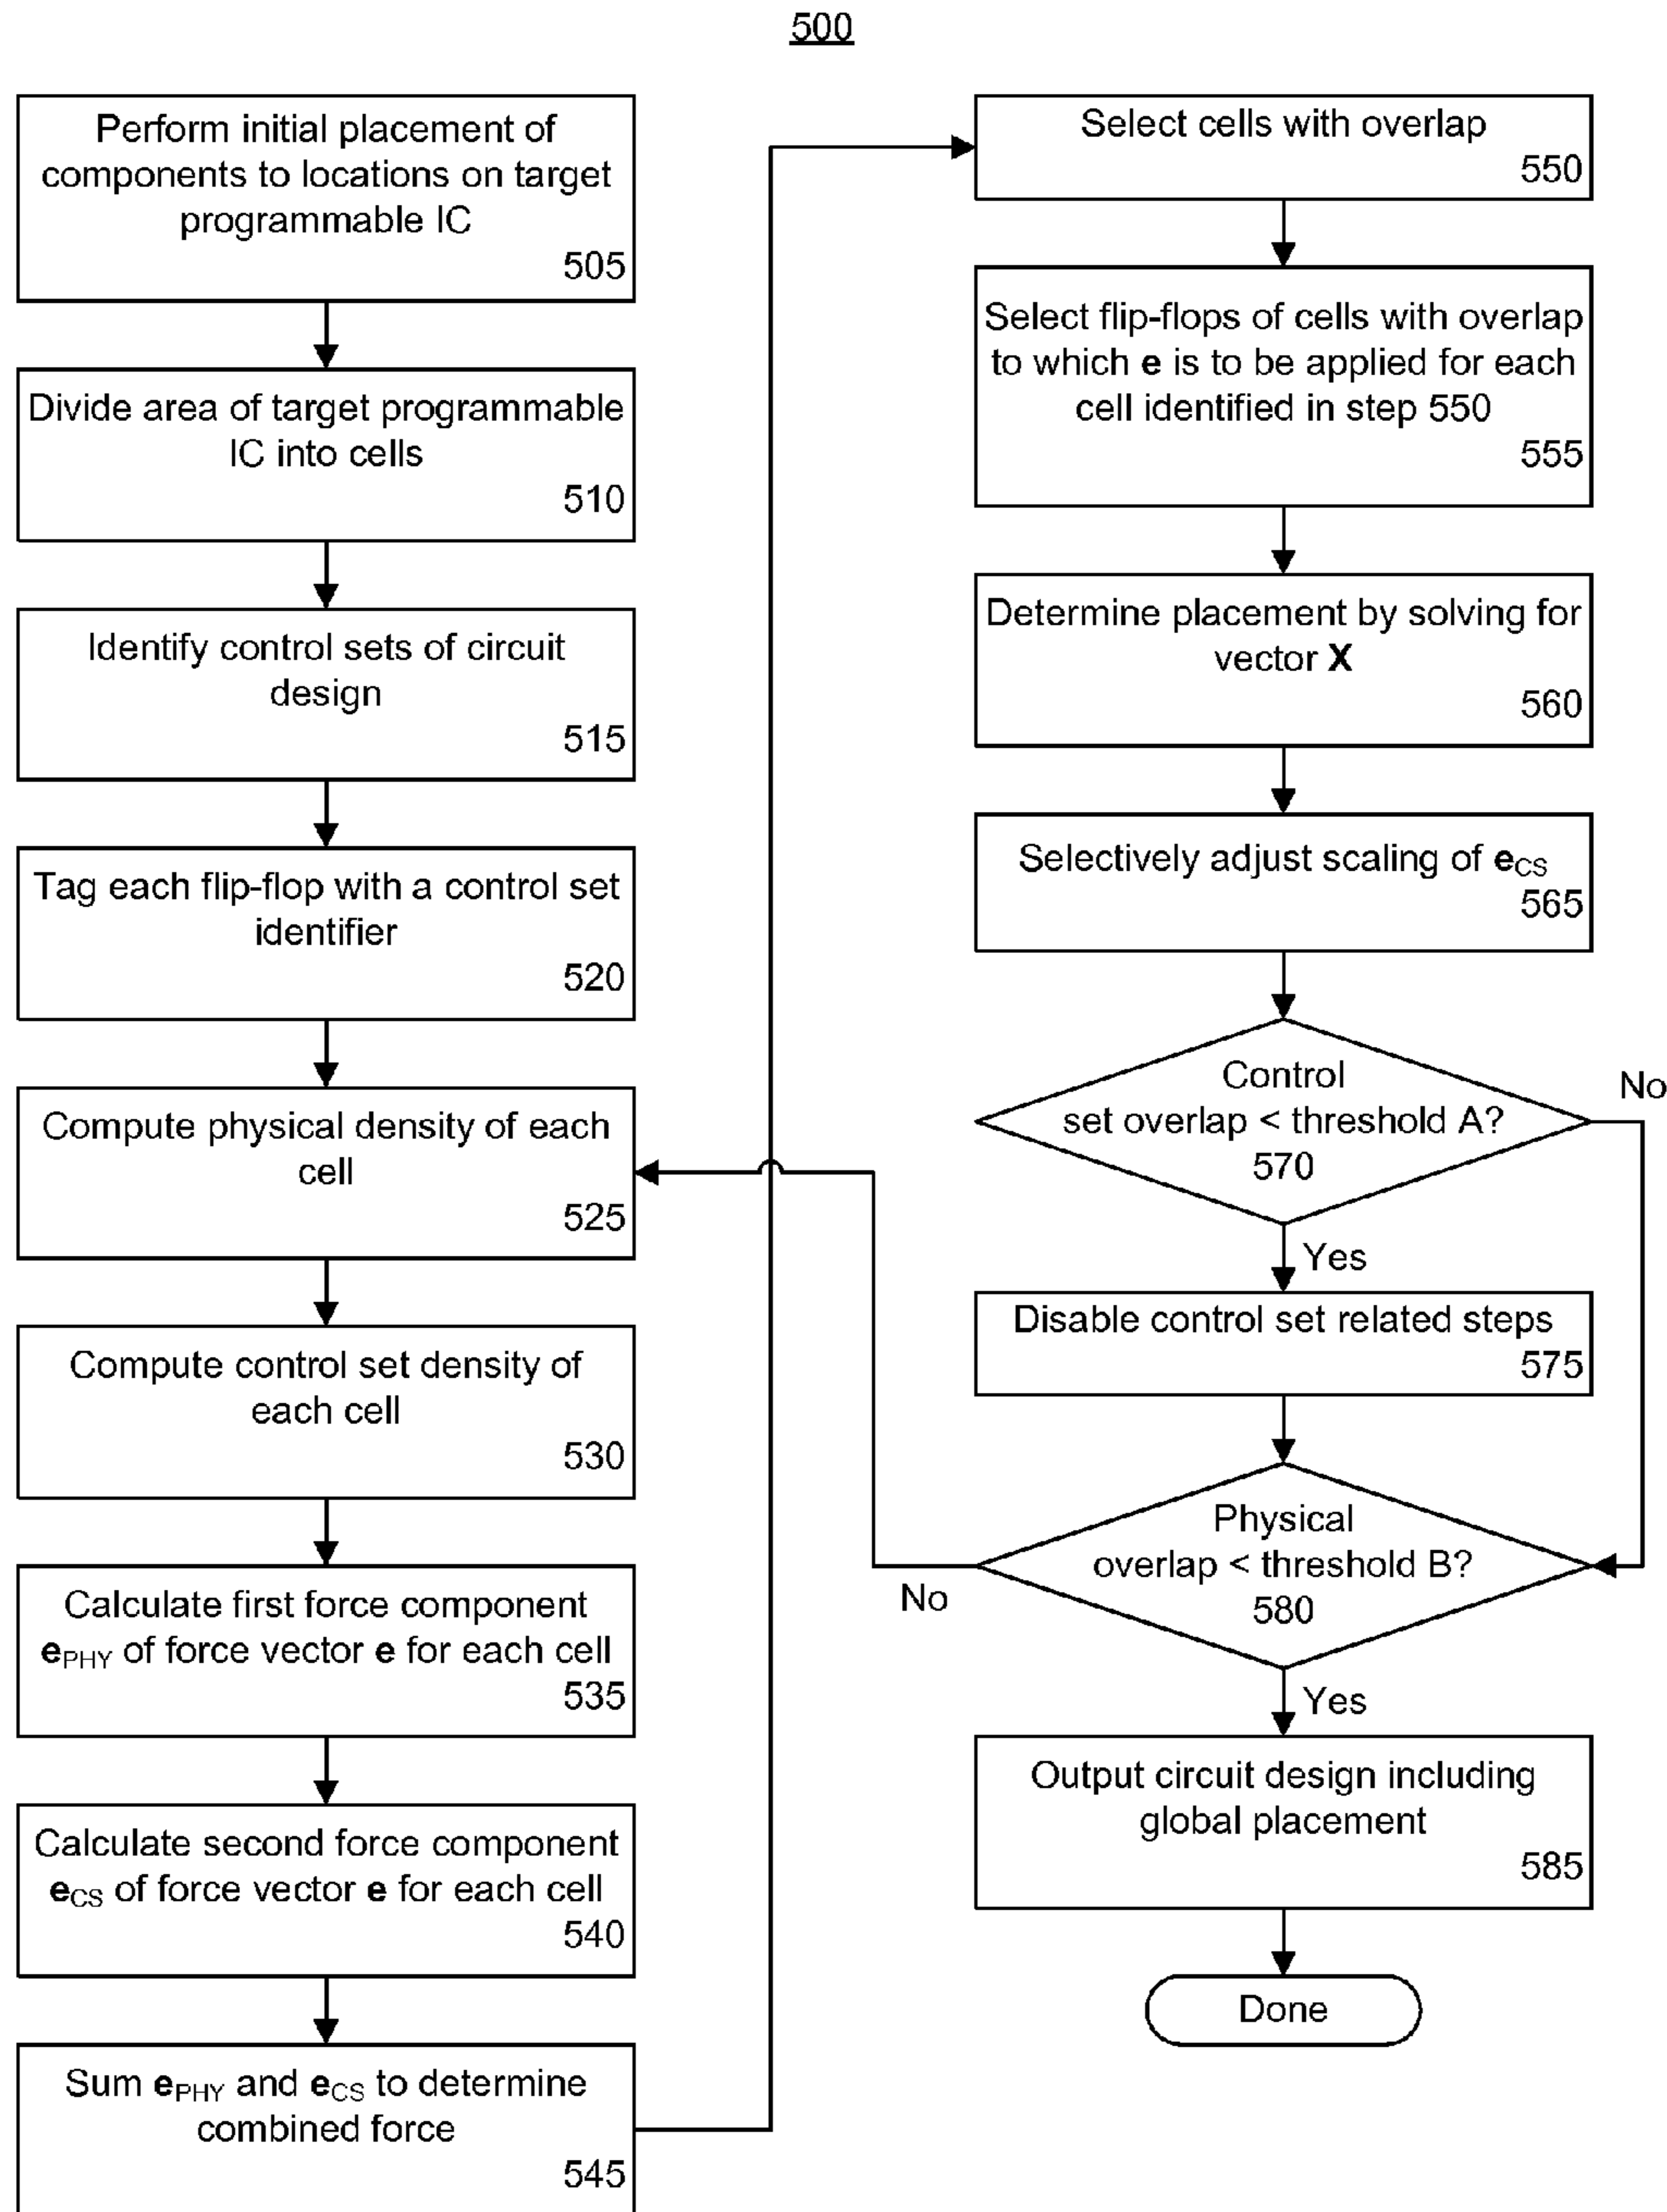 500
Perform initial placement of
components to locations on target
programmable IC
505
Divide area of target programmable
IC into cells
510
Identify control sets of circuit
design
515
Tag each flip-flop with a control set
identifier
520
Compute physical density of each
cell
525
Compute control set density of
each cell
530
Calculate first force component
ePHY of force vector e for each cell
535
Calculate second force component
eCS of force vector e for each cell
540
Sum ePHY and eCS to determine
combined force
545
Select cells with overlap
550
Select flip-flops of cells with overlap
to which e is to be applied for each
cell identified in step 550
555
Determine placement by solving for
vector X
560
Selectively adjust scaling of eCS
565
Control
set overlap < threshold A?
570
No
Yes
Disable control set related steps
575
Physical
overlap < threshold B?
580
No
Yes
Output circuit design including
global placement
585
Done